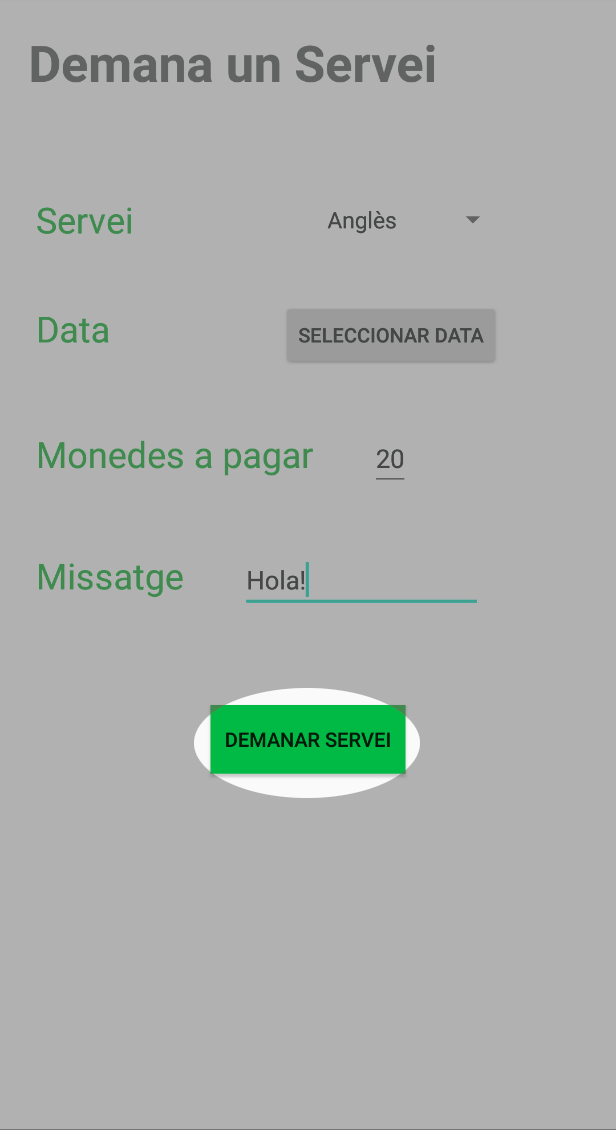 Demana un Servei
Servei Anglès
Data SELECCIONAR DATA
Monedes a pagar 20
Missatge Hola!
DEMANAR SERVEI